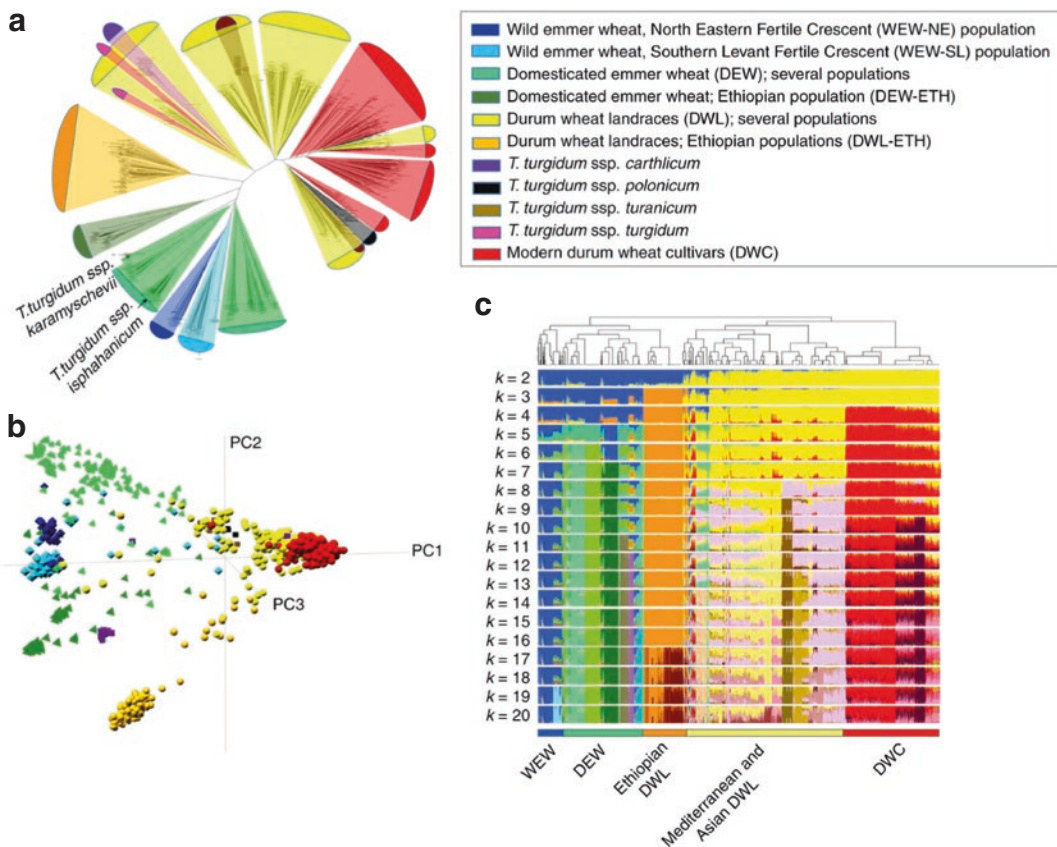 a
Wild emmer wheat, North Eastern Fertile Crescent (WEW-NE) population
Wild emmer wheat, Southern Levant Fertile Crescent (WEW-SL) population
Domesticated emmer wheat (DEW); several populations
Domesticated emmer wheat; Ethiopian population (DEW-ETH)
Durum wheat landraces (DWL); several populations
Durum wheat landraces; Ethiopian populations (DWL-ETH)
T. turgidum ssp. carthlicum
T. turgidum ssp. polonicum
T. turgidum ssp. turanicum
T. turgidum ssp. turgidum
Modern durum wheat cultivars (DWC)
T.turgidum ssp.
karamyschevii
T.turgidum ssp.
isphahanicum
b
PC2
PC1
PC3
c
k = 2
k = 3
k = 4
k = 5
k = 6
k = 7
k = 8
k = 9
k = 10
k = 11
k = 12
k = 13
k = 14
k = 15
k = 16
k = 17
k = 18
k = 19
k = 20
WEW
DEW
Ethiopian
DWL
Mediterranean and
Asian DWL
DWC